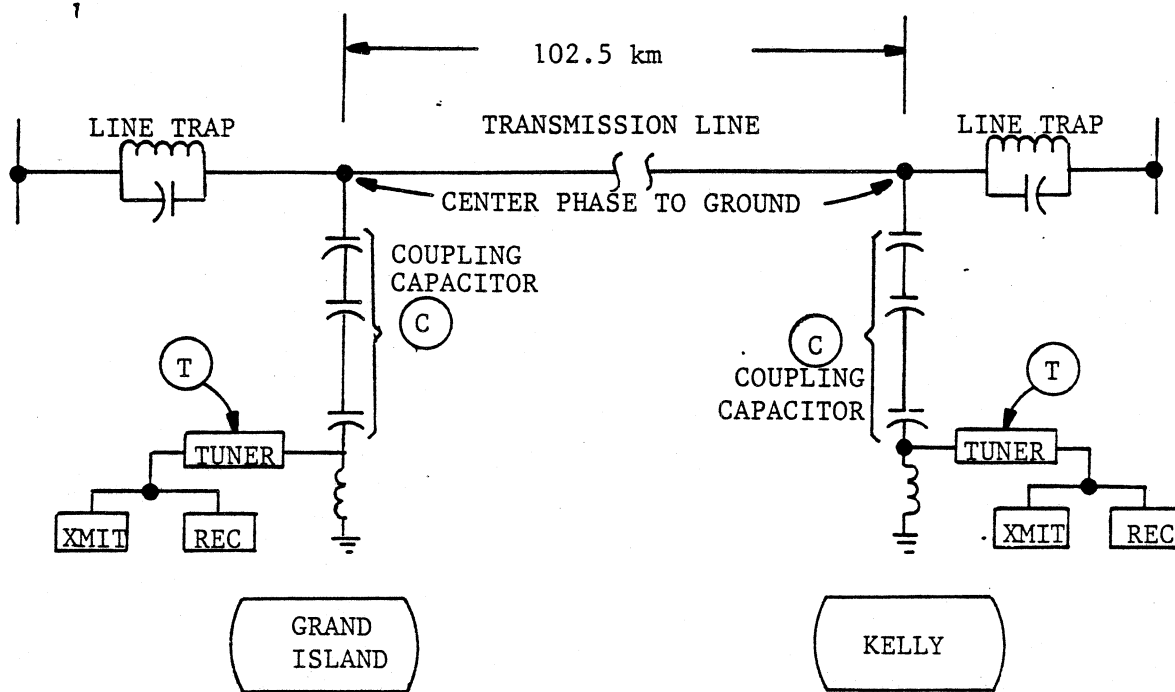 102.5 km
LINE TRAP
TRANSMISSION LINE
LINE TRAP
CENTER PHASE TO GROUND
COUPLING
CAPACITOR
C
C
COUPLING
CAPACITOR
T
T
TUNER
TUNER
XMIT
REC
XMIT
REC
GRAND
ISLAND
KELLY